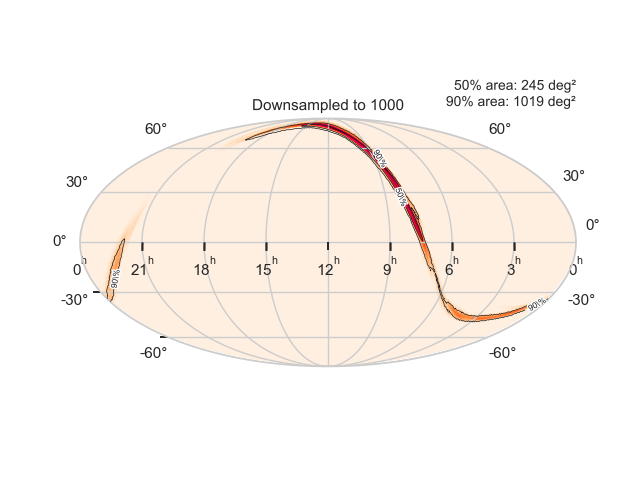 50% area: 245 deg²
90% area: 1019 deg²
Downsampled to 1000
60° 60°
30° 30°
0° 0°
0h 21h 18h 15h 12h 9h 6h 3h 0h
-30° -30°
-60° -60°
90\%
50\%
90\%
90\%